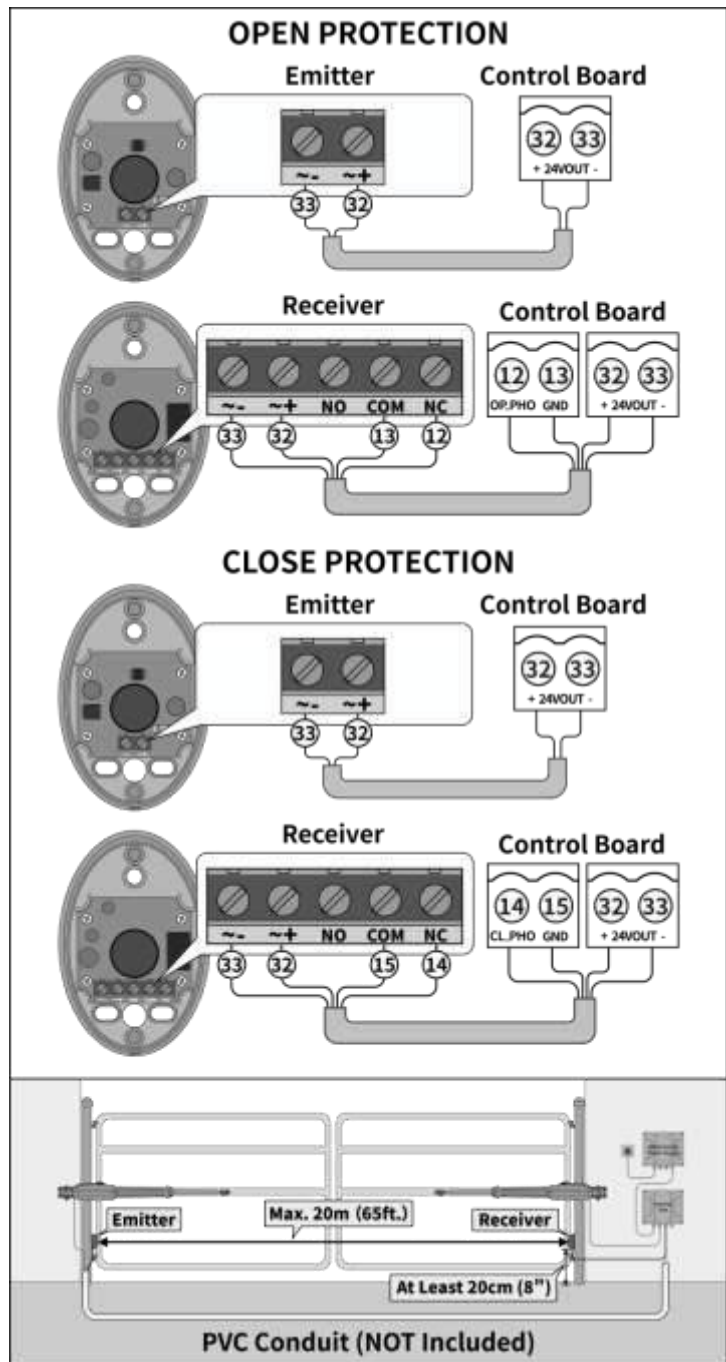 OPEN PROTECTION
Emitter
Control Board
~- ~+
33 32
32 33
+ 24VOUT -
Receiver
Control Board
~- ~+ NO COM NC
33 32 13 12
12 13 32 33
OP.PHO GND + 24VOUT -
CLOSE PROTECTION
Emitter
Control Board
~- ~+
33 32
32 33
+ 24VOUT -
Receiver
Control Board
~- ~+ NO COM NC
33 32 15 14
14 15 32 33
CL.PHO GND + 24VOUT -
Emitter
Max. 20m (65ft.)
Receiver
At Least 20cm (8")
PVC Conduit (NOT Included)